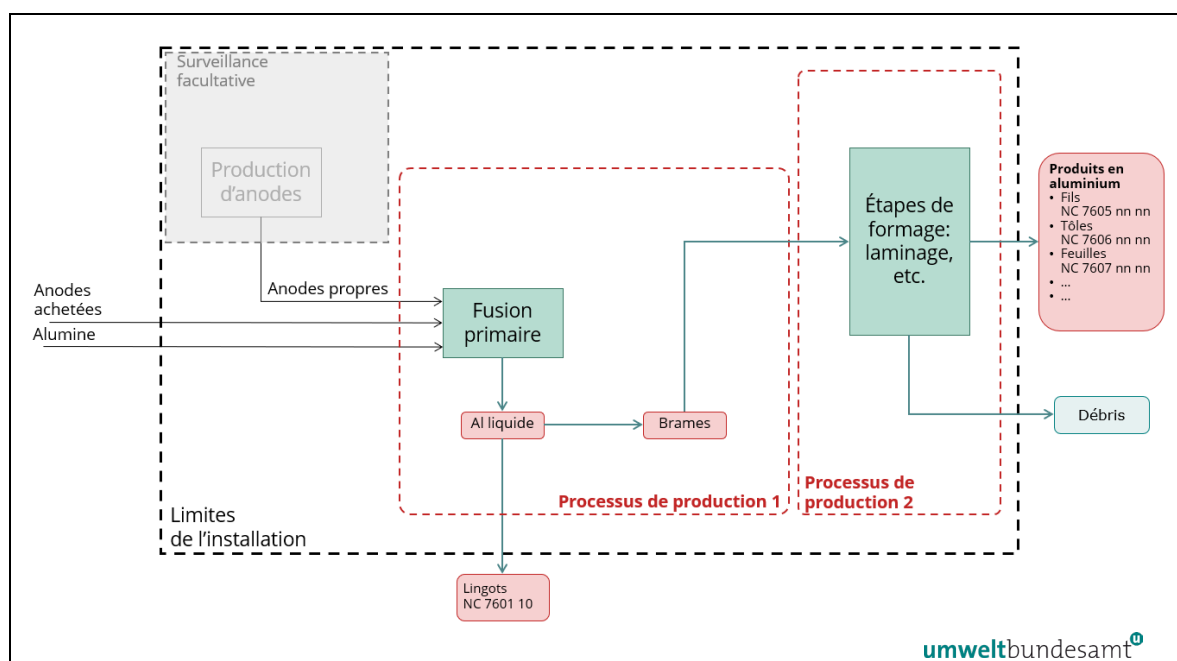 Surveillance
facultative
Production
d’anodes
Anodes propres
Anodes
achetées
Alumine
Fusion
primaire
Al liquide
Brames
Étapes de
formage:
laminage,
etc.
Produits en
aluminium
• Fils
NC 7605 nn nn
• Tôles
NC 7606 nn nn
• Feuilles
NC 7607 nn nn
• ...
• ...
Débris
Processus de production 1
Processus de
production 2
Limites
de l’installation
Lingots
NC 7601 10
umweltbundesamt u